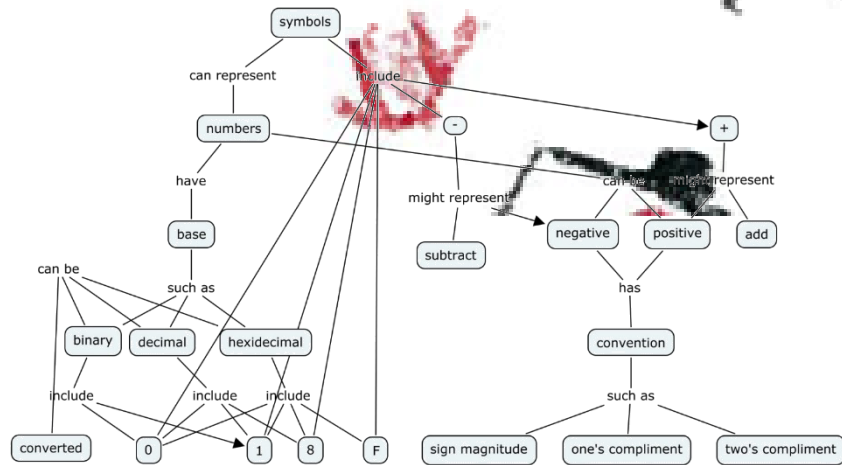 symbols
can represent
include
numbers
-
+
have
can be
might represent
might represent
base
negative
positive
add
subtract
can be
such as
has
binary
decimal
hexidecimal
convention
include
include
include
such as
converted
0
1
8
F
sign magnitude
one's compliment
two's compliment